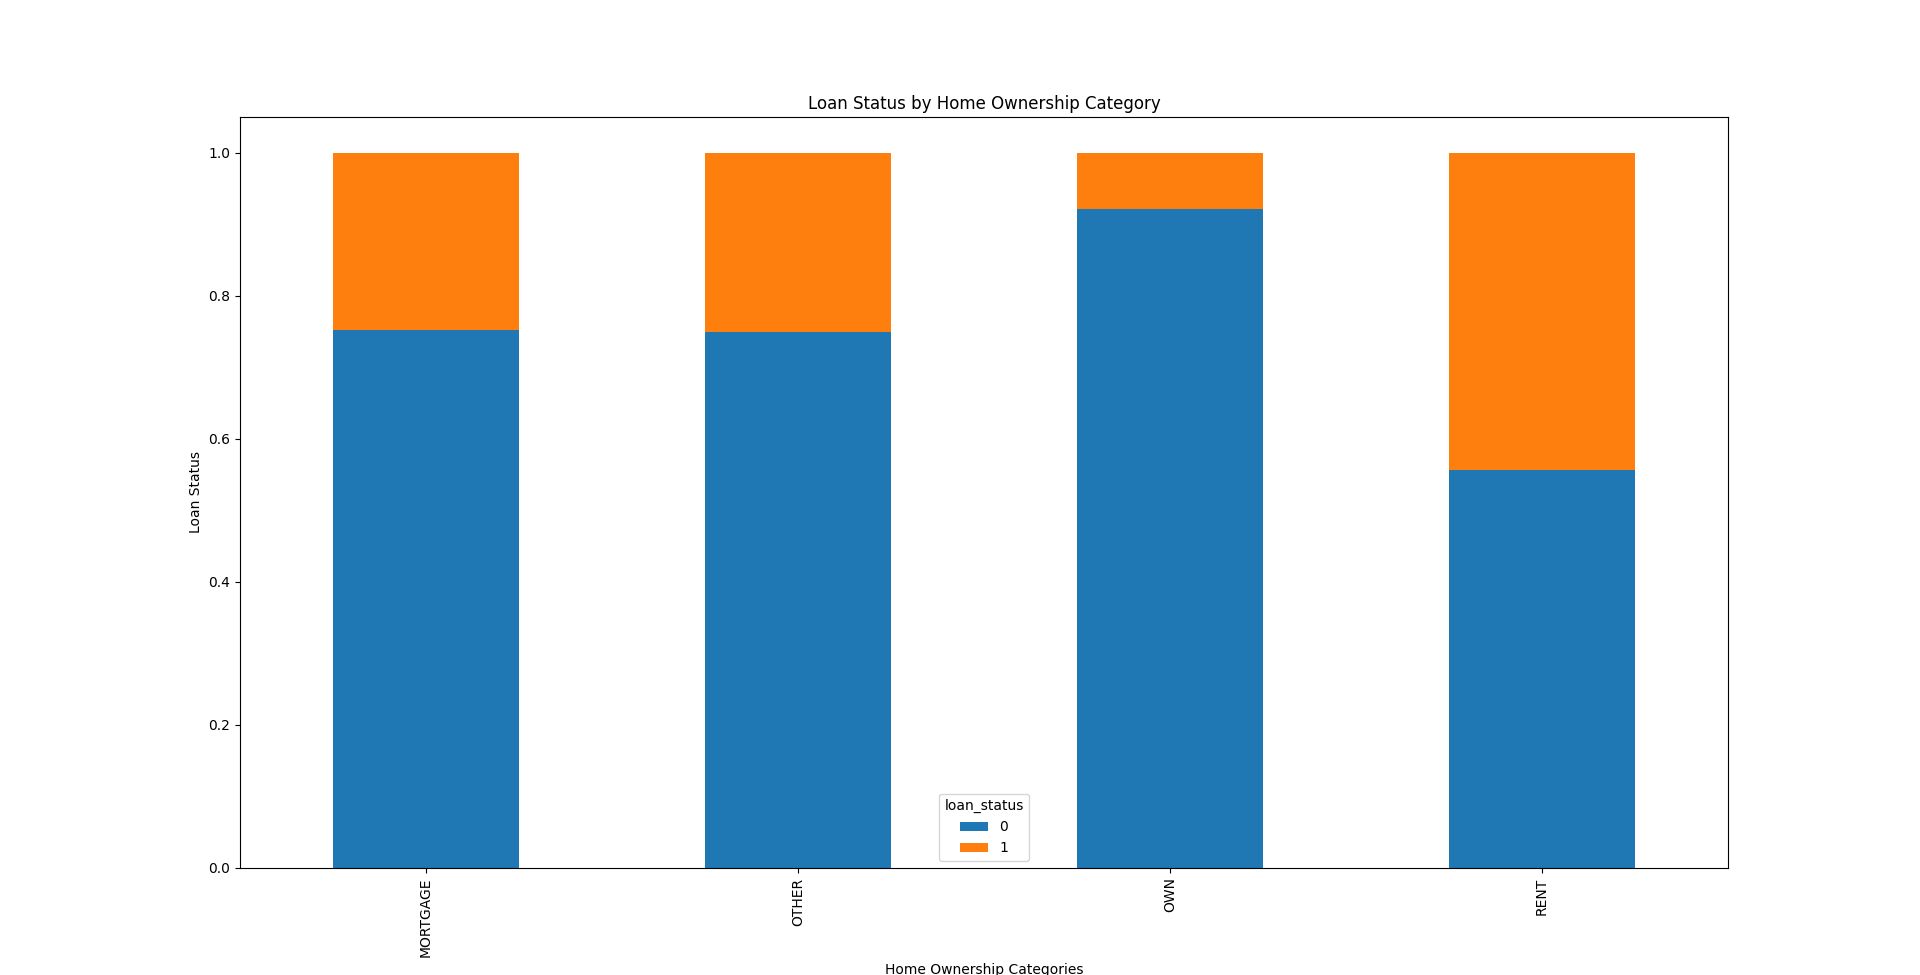 Loan Status by Home Ownership Category
1.0
0.8
0.6
0.4
0.2
0.0
Loan Status
loan_status
0
1
MORTGAGE
OTHER
OWN
RENT
Home Ownership Categories